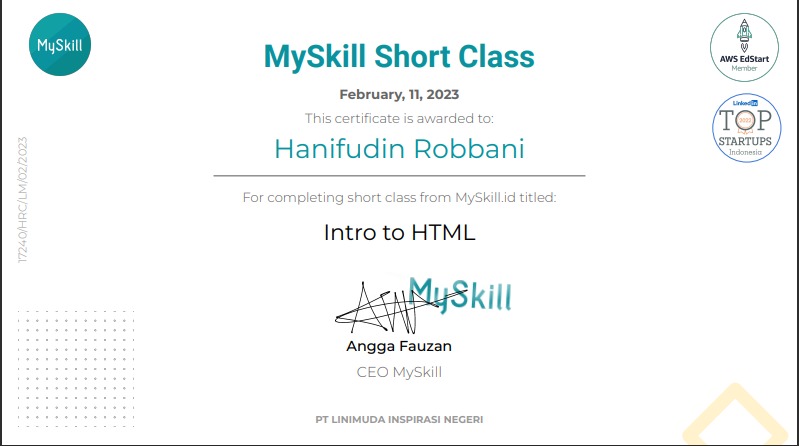 MySkill
MySkill Short Class
AWS EdStart
Member
February, 11, 2023
LinkedIn
TOP
2022
STARTUPS
Indonesia
This certificate is awarded to:
Hanifudin Robbani
For completing short class from MySkill.id titled:
Intro to HTML
17240/HRC/LM/02/2023
MySkill
Angga Fauzan
CEO MySkill
PT LINIMUDA INSPIRASI NEGERI